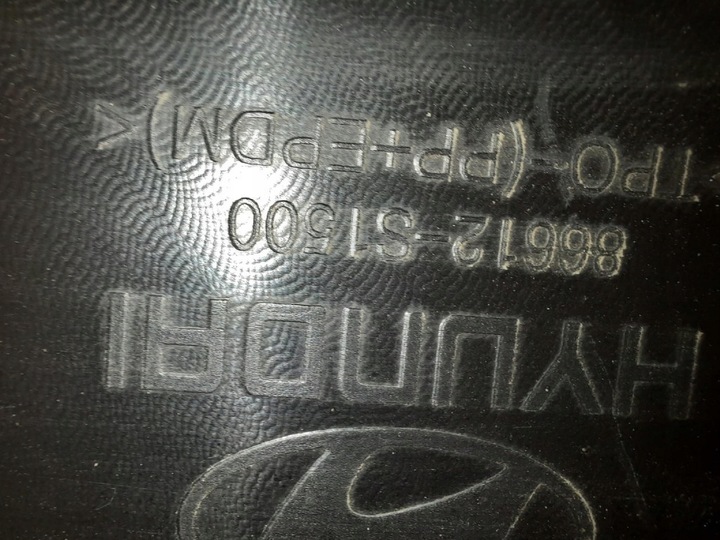 HYUNDAI
86612-S1500
>TPO-(PP+EPDM)<